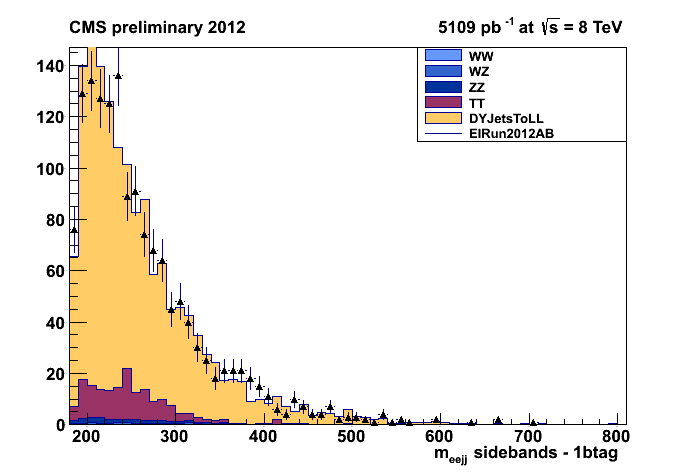 CMS preliminary 2012
5109 pb⁻¹ at √s = 8 TeV
WW
WZ
ZZ
TT
DYJetsToLL
ElRun2012AB
140
120
100
80
60
40
20
0
200 300 400 500 600 700 800
m_eejj sidebands - 1btag